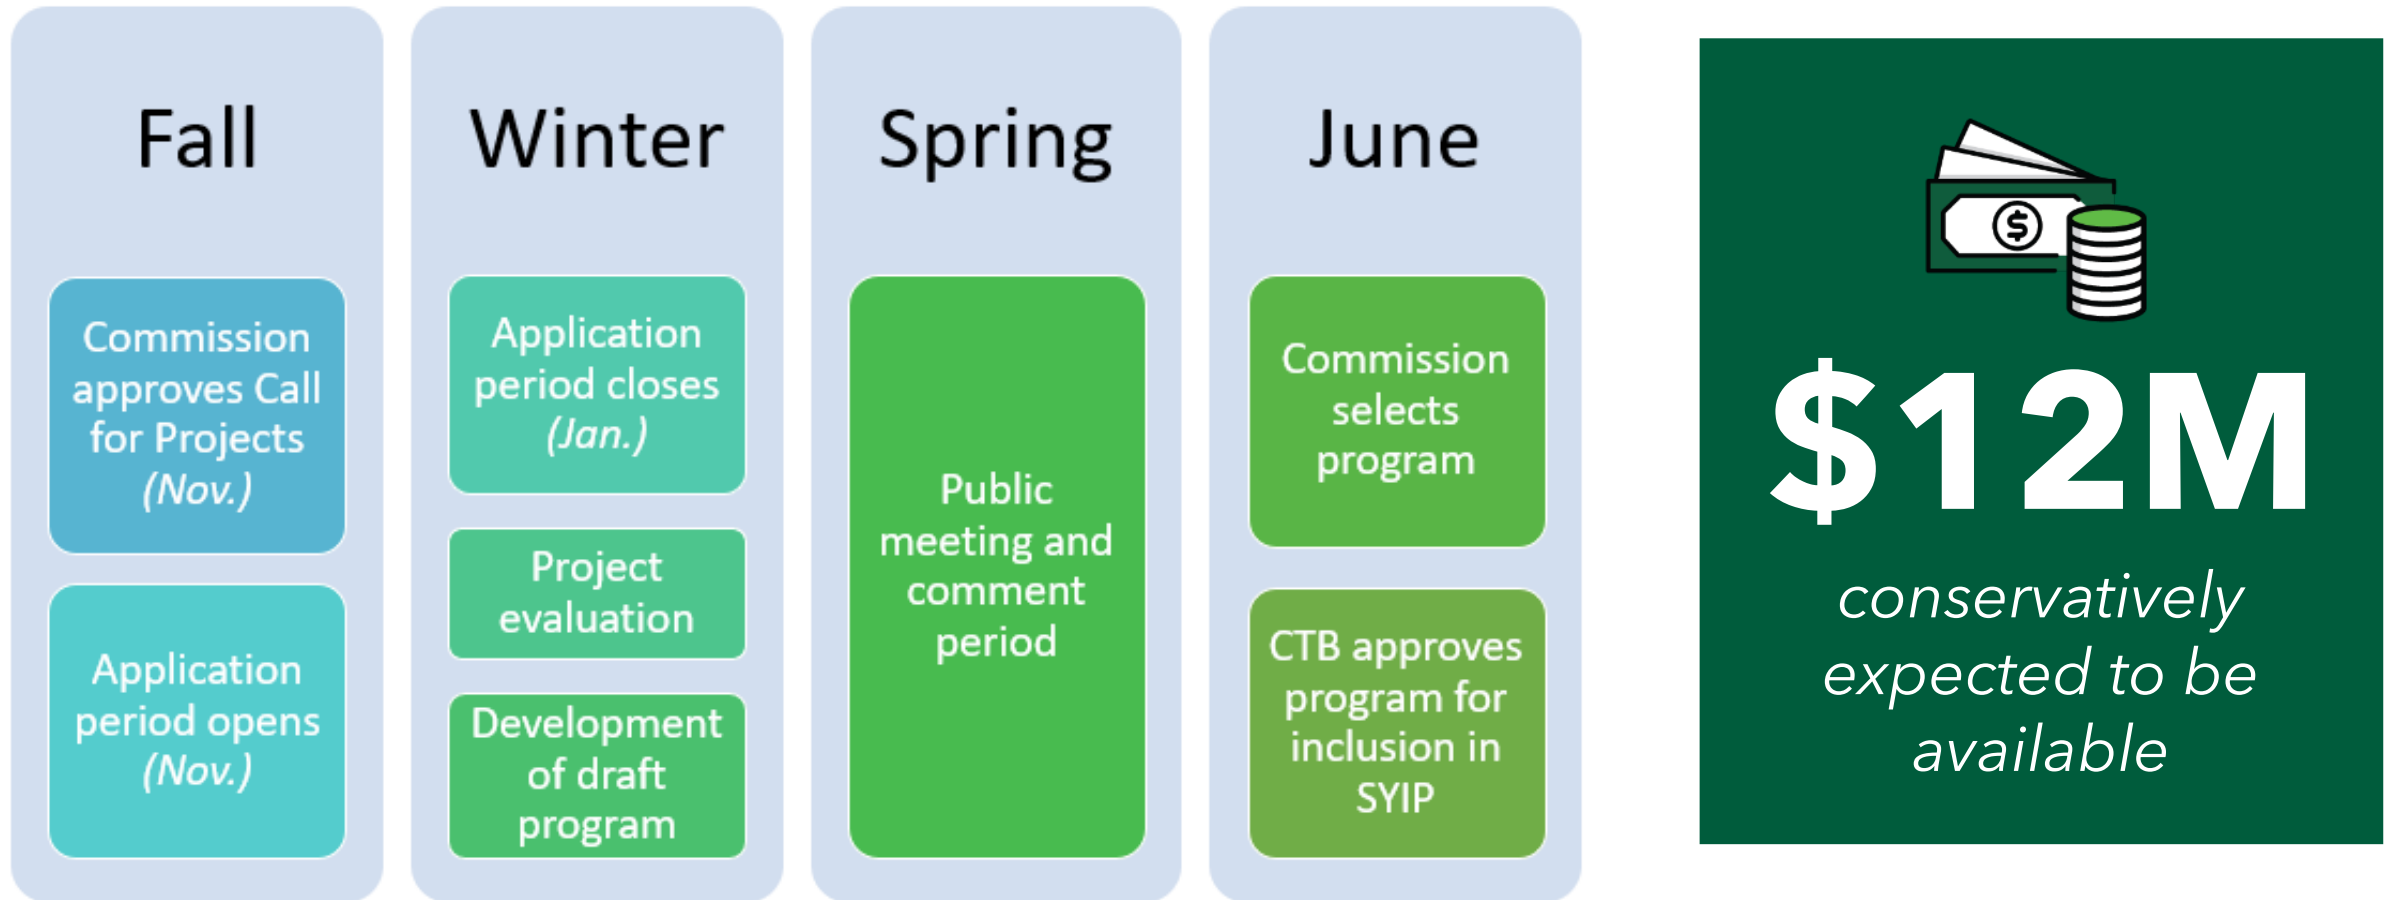 Fall
Commission
approves Call
for Projects
(Nov.)
Application
period opens
(Nov.)
Winter
Application
period closes
(Jan.)
Project
evaluation
Development
of draft
program
Spring
Public
meeting and
comment
period
June
Commission
selects
program
CTB approves
program for
inclusion in
SYIP
$
$12M
conservatively
expected to be
available